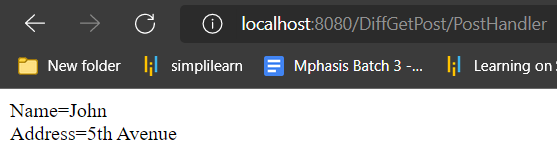 localhost:8080/DiffGetPost/PostHandler
New folder simplilearn Mphasis Batch 3 -... Learning on
Name=John
Address=5th Avenue